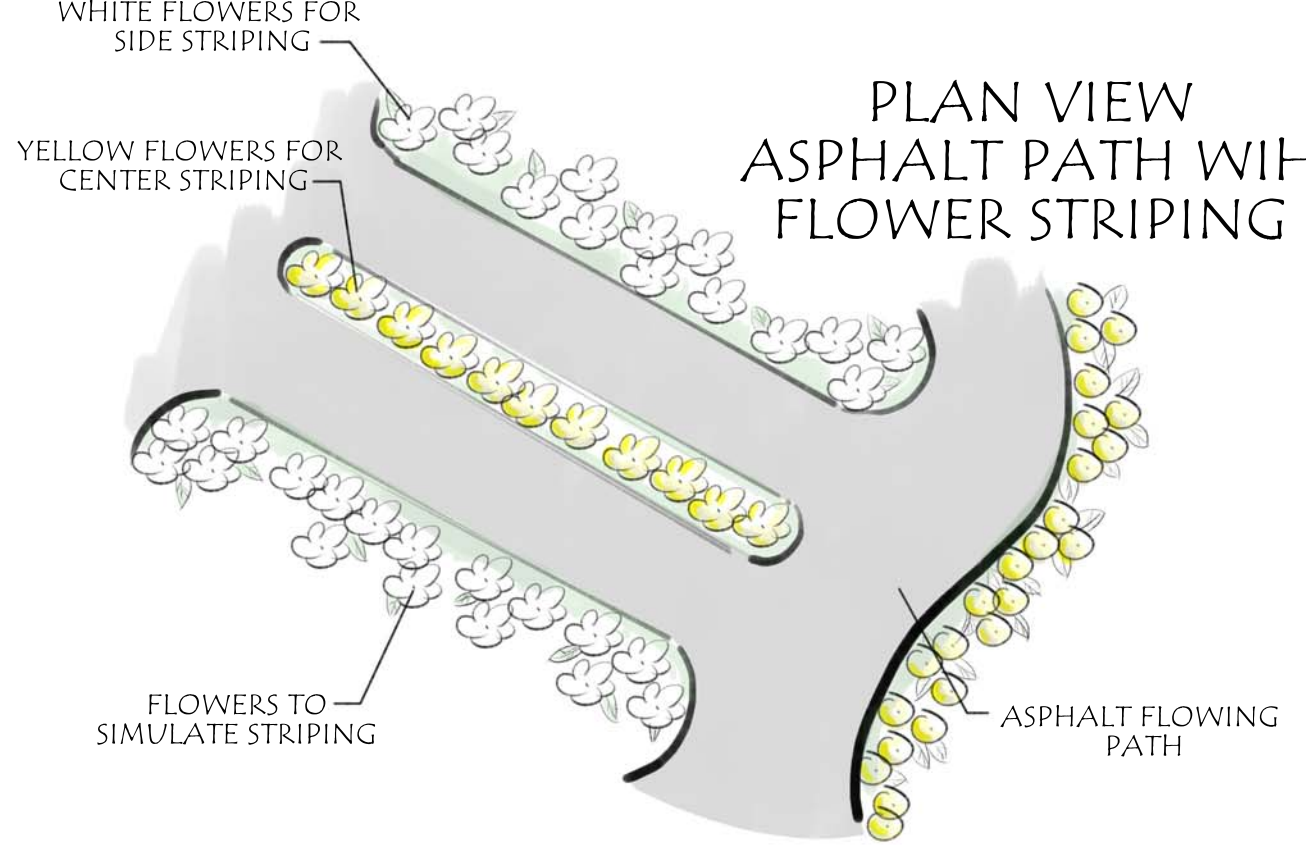 WHITE FLOWERS FOR
SIDE STRIPING
YELLOW FLOWERS FOR
CENTER STRIPING
PLAN VIEW
ASPHALT PATH WIH
FLOWER STRIPING
FLOWERS TO
SIMULATE STRIPING
ASPHALT FLOWING
PATH